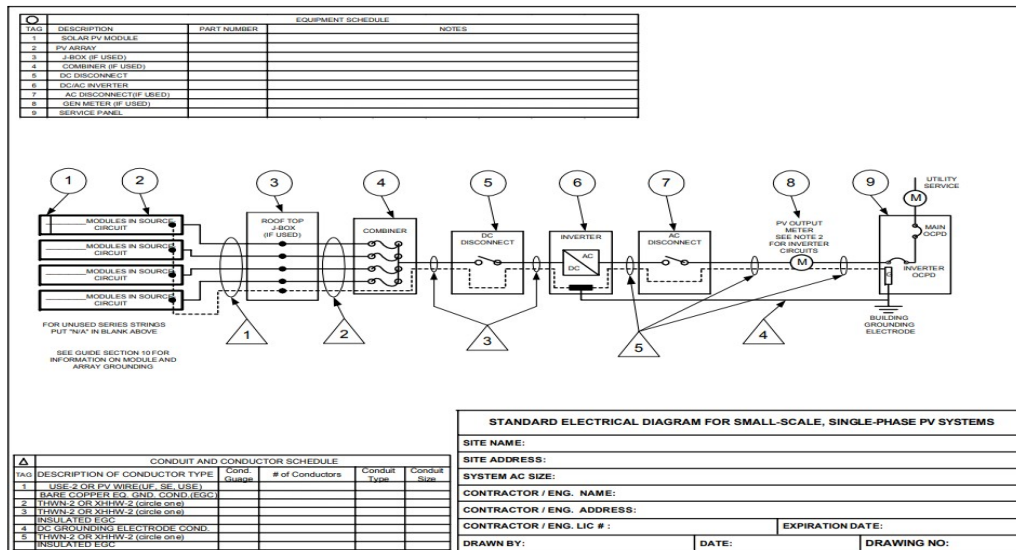 EQUIPMENT SCHEDULE
TAG DESCRIPTION PART NUMBER NOTES
1 SOLAR PV MODULE
2 PV ARRAY
3 J-BOX (IF USED)
4 COMBINER (IF USED)
5 DC DISCONNECT
6 DC/AC INVERTER
7 AC DISCONNECT(IF USED)
8 GEN METER (IF USED)
9 SERVICE PANEL
1 2 3 4 5 6 7 8 9
UTILITY
SERVICE
M
MODULES IN SOURCE
CIRCUIT
MODULES IN SOURCE
CIRCUIT
MODULES IN SOURCE
CIRCUIT
MODULES IN SOURCE
CIRCUIT
ROOF TOP
J-BOX
(IF USED)
COMBINER
DC
DISCONNECT
INVERTER
AC
DC
AC
DISCONNECT
PV OUTPUT
METER
SEE NOTE 2
FOR INVERTER
CIRCUITS
M
MAIN
OCPD
INVERTER
OCPD
G
BUILDING
GROUNDING
ELECTRODE
1 2 3 5 4
FOR UNUSED SERIES STRINGS
PUT "N/A" IN BLANK ABOVE
SEE GUIDE SECTION 10 FOR
INFORMATION ON MODULE AND
ARRAY GROUNDING
CONDUIT AND CONDUCTOR SCHEDULE
TAG DESCRIPTION OF CONDUCTOR TYPE Cond. Guage # of Conductors Conduit Type Conduit Size
1 USE-2 OR PV WIRE(UF, SE, USE)
BARE COPPER EQ. GND. COND.(EGC)
2 THWN-2 OR XHHW-2 (circle one)
3 THWN-2 OR XHHW-2 (circle one)
INSULATED EGC
4 DC GROUNDING ELECTRODE COND.
5 THWN-2 OR XHHW-2 (circle one)
INSULATED EGC
STANDARD ELECTRICAL DIAGRAM FOR SMALL-SCALE, SINGLE-PHASE PV SYSTEMS
SITE NAME:
SITE ADDRESS:
SYSTEM AC SIZE:
CONTRACTOR / ENG. NAME:
CONTRACTOR / ENG. ADDRESS:
CONTRACTOR / ENG. LIC # : EXPIRATION DATE:
DRAWN BY: DATE: DRAWING NO: